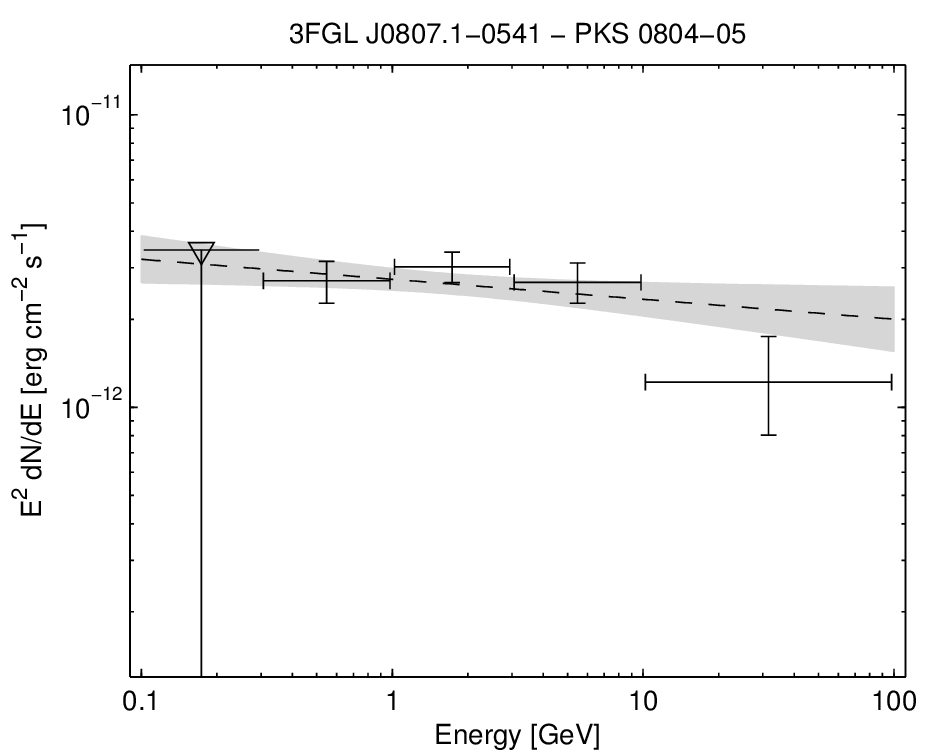 3FGL J0807.1−0541 − PKS 0804−05
10⁻¹¹
10⁻¹²
E² dN/dE [erg cm⁻² s⁻¹]
0.1 1 10 100
Energy [GeV]